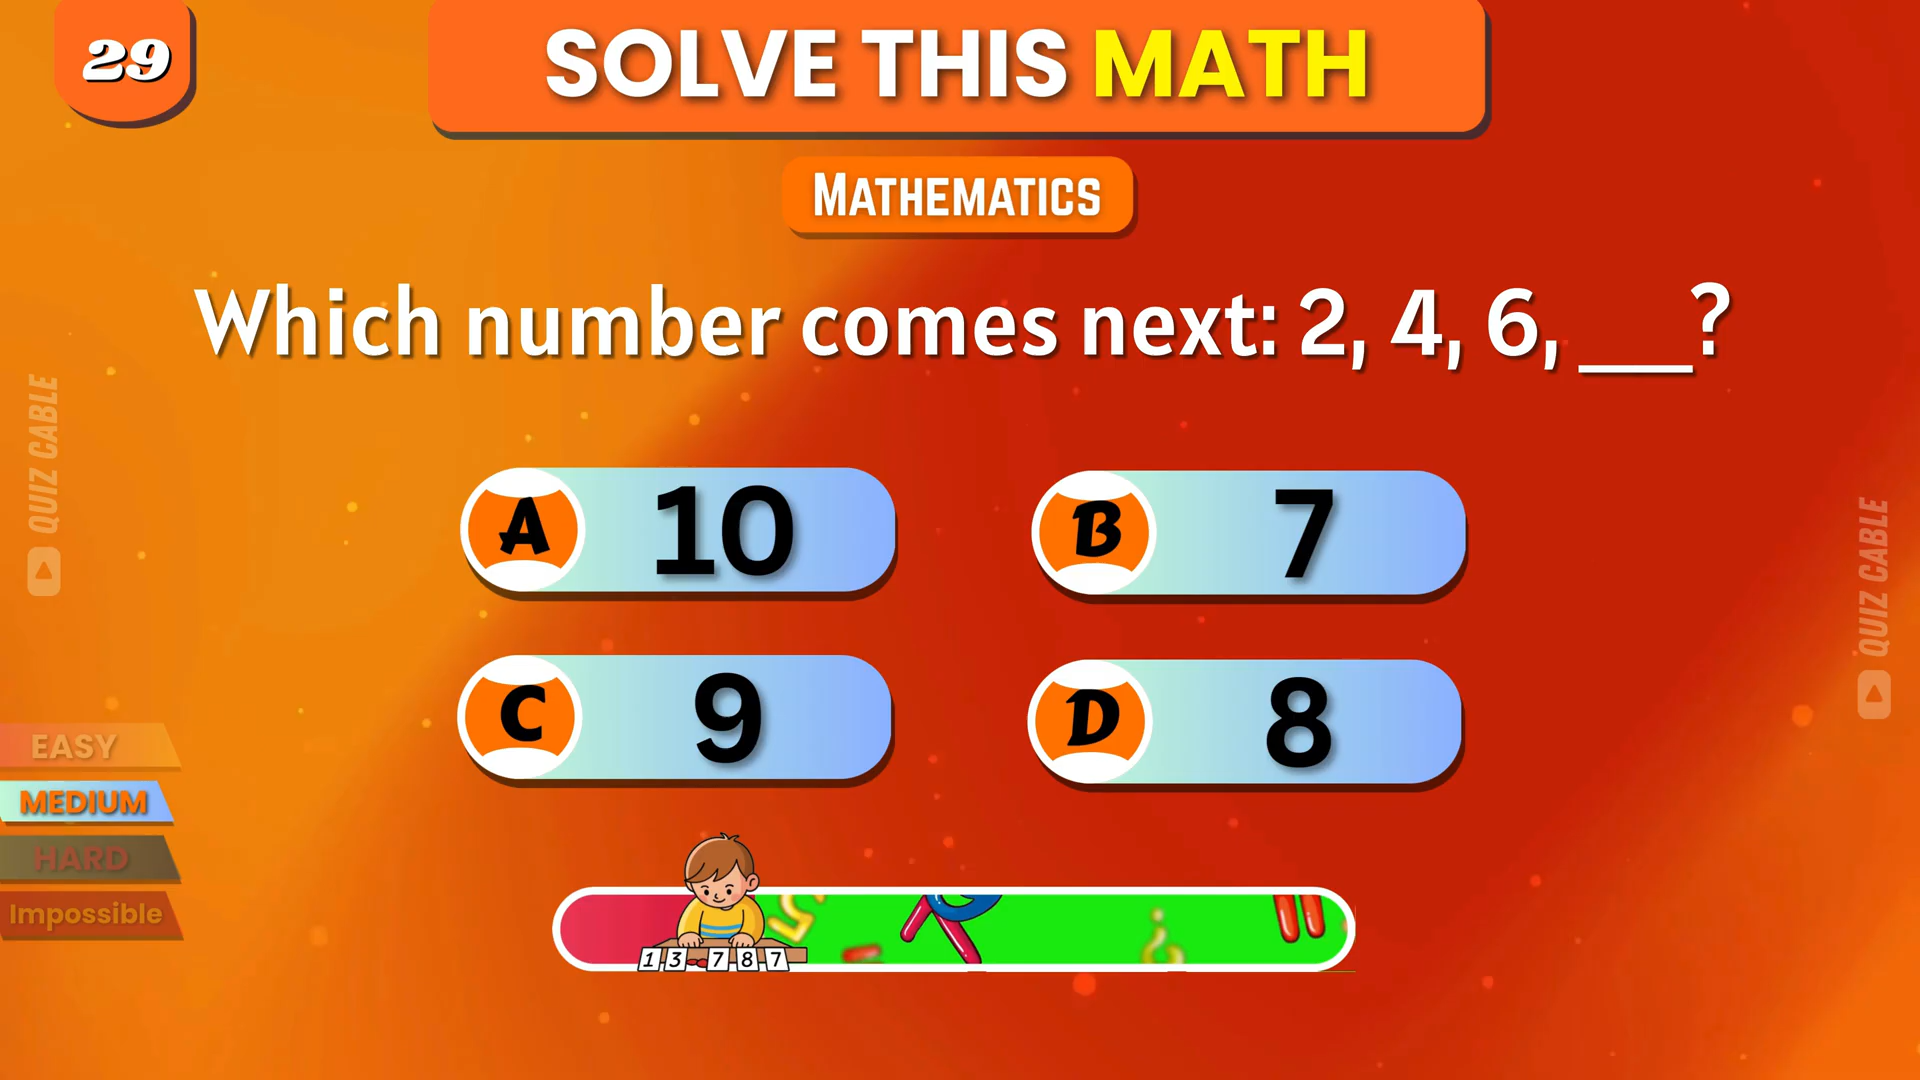 29
SOLVE THIS MATH
MATHEMATICS
Which number comes next: 2, 4, 6, __?
A 10
B 7
C 9
D 8
QUIZ CABLE
QUIZ CABLE
EASY
MEDIUM
HARD
Impossible
1 3 7 8 7